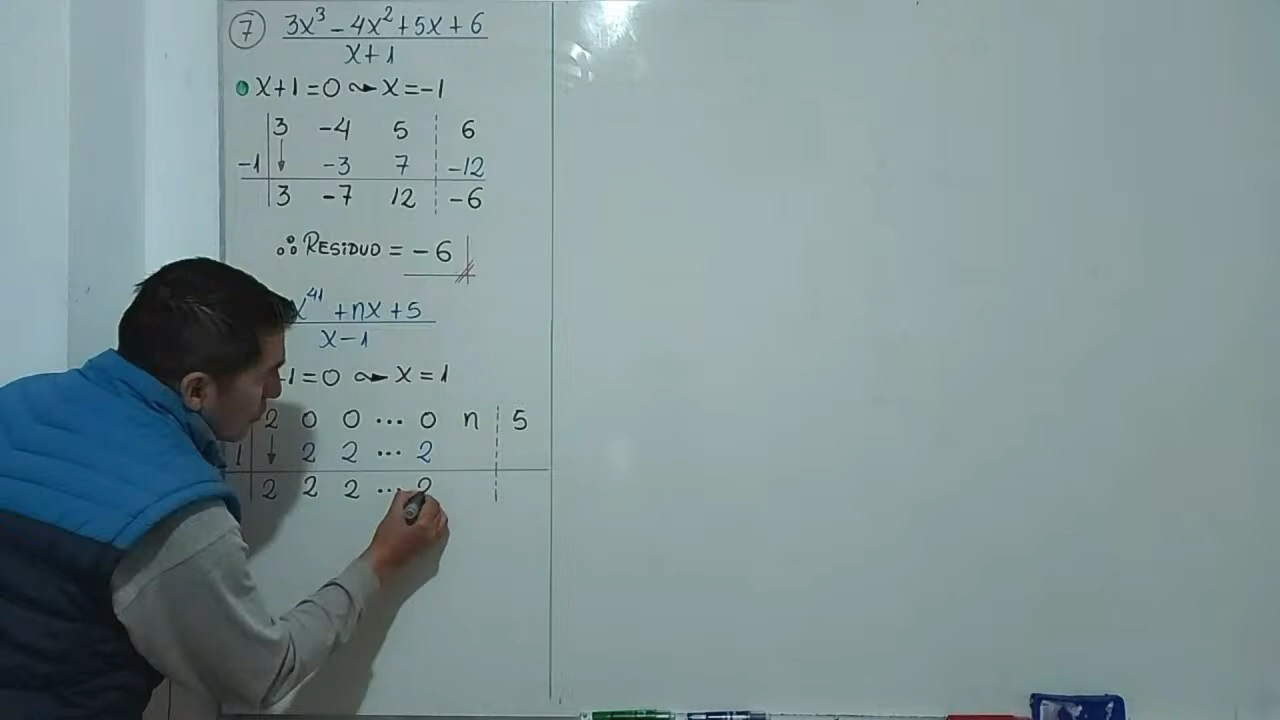 7 3x³ - 4x² + 5x + 6
x + 1
x + 1 = 0 ⇝ x = -1
3 -4 5 6
-1 ↓ -3 7 -12
3 -7 12 -6
∴ RESIDUO = -6
x⁴¹ + nx + 5
x - 1
1 = 0 ⇝ x = 1
2 0 0 ... 0 n 5
1 ↓ 2 2 ... 2
2 2 2 ... 2